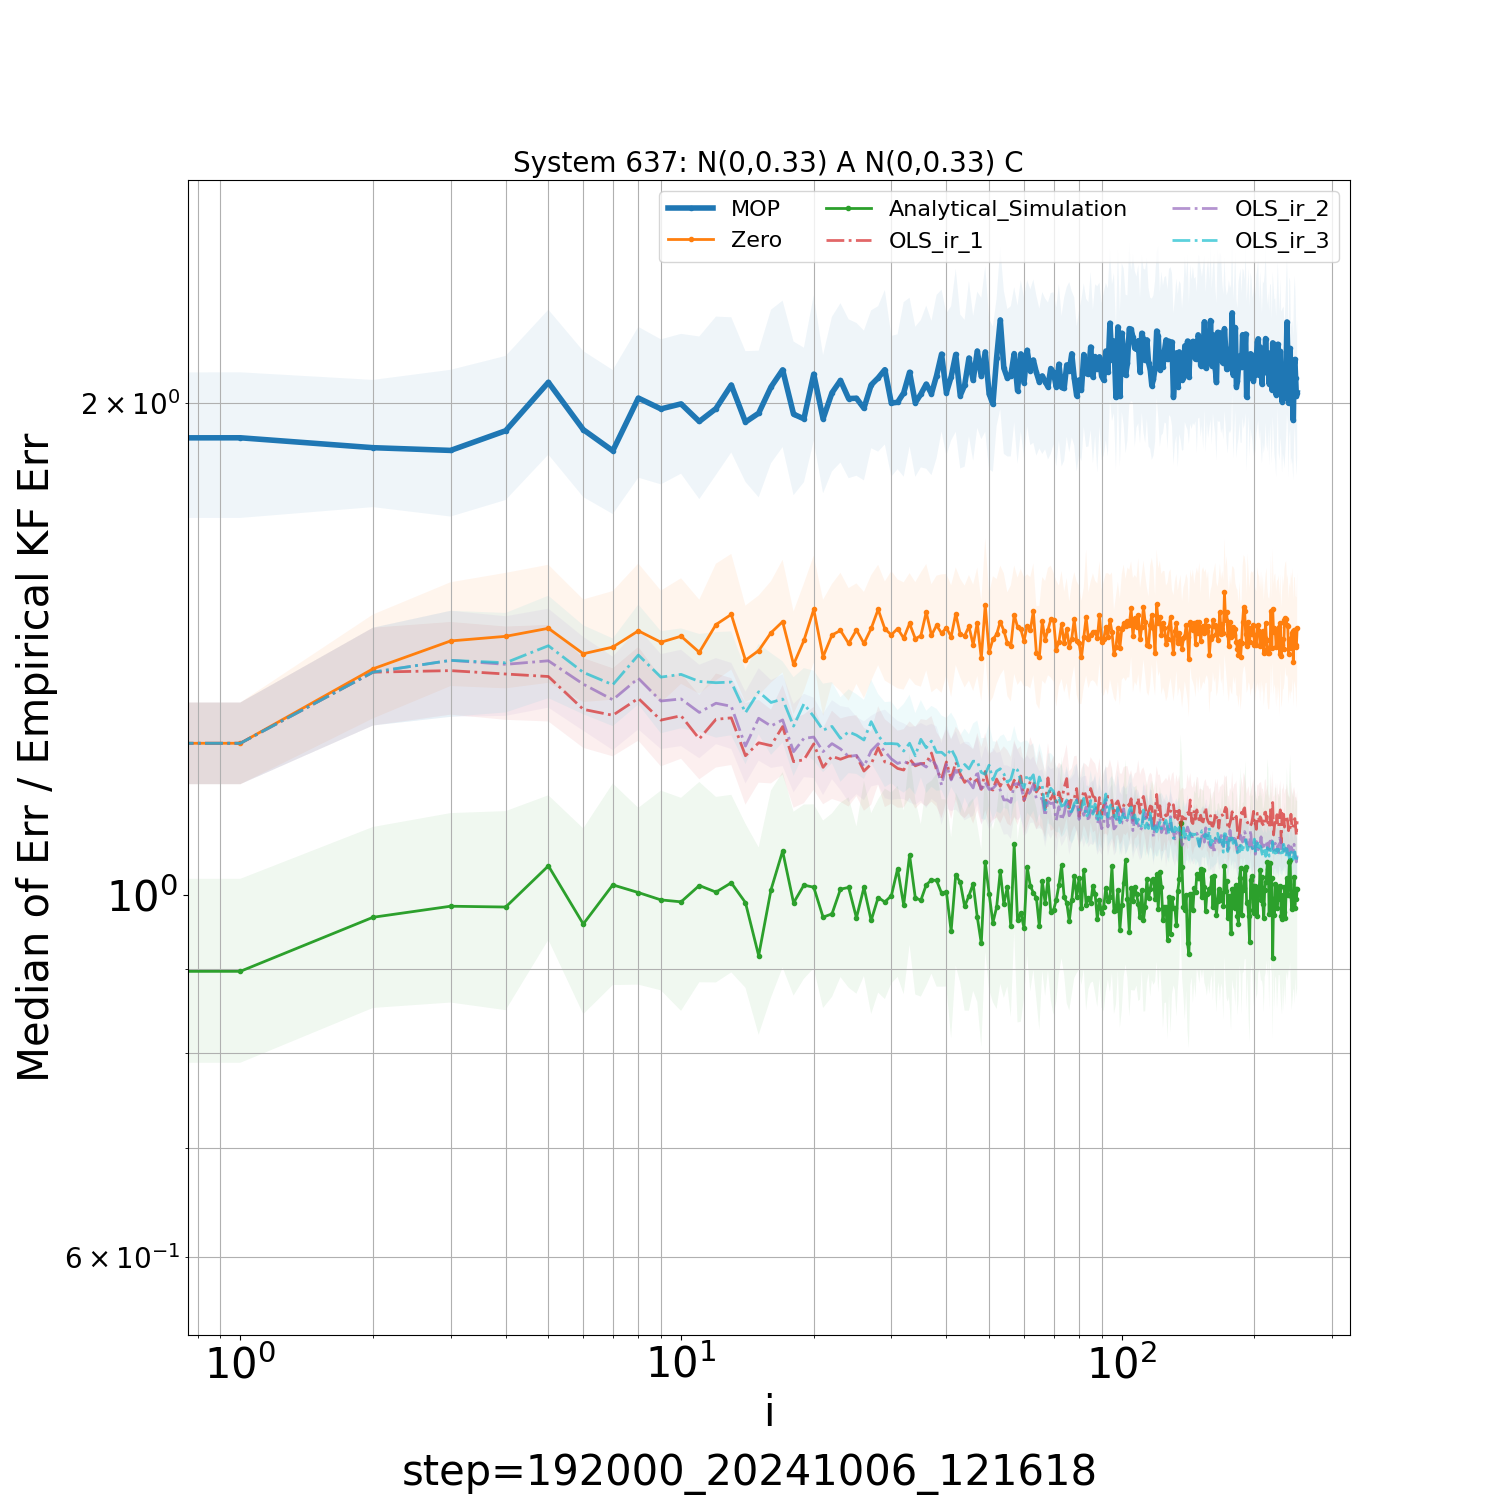 System 637: N(0,0.33) A N(0,0.33) C
MOP
Zero
Analytical_Simulation
OLS_ir_1
OLS_ir_2
OLS_ir_3
Median of Err / Empirical KF Err
2 × 10⁰
10⁰
6 × 10⁻¹
10⁰ 10¹ 10²
i
step=192000_20241006_121618